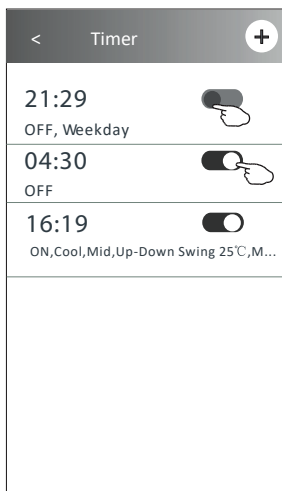 < Timer +
21:29
OFF, Weekday
04:30
OFF
16:19
ON,Cool,Mid,Up-Down Swing 25℃,M...